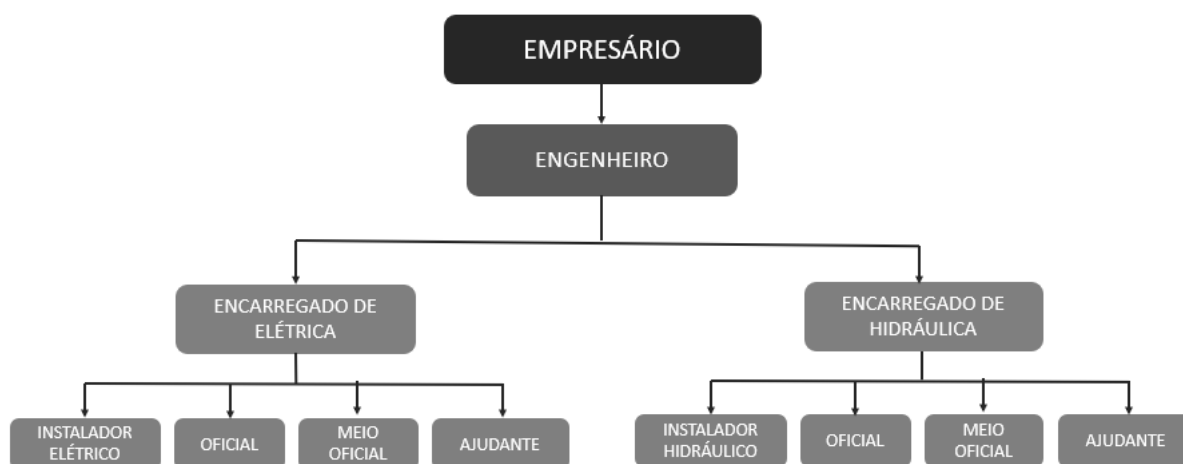 EMPRESÁRIO
ENGENHEIRO
ENCARREGADO DE
ELÉTRICA
ENCARREGADO DE
HIDRÁULICA
INSTALADOR
ELÉTRICO
OFICIAL
MEIO
OFICIAL
AJUDANTE
INSTALADOR
HIDRÁULICO
OFICIAL
MEIO
OFICIAL
AJUDANTE